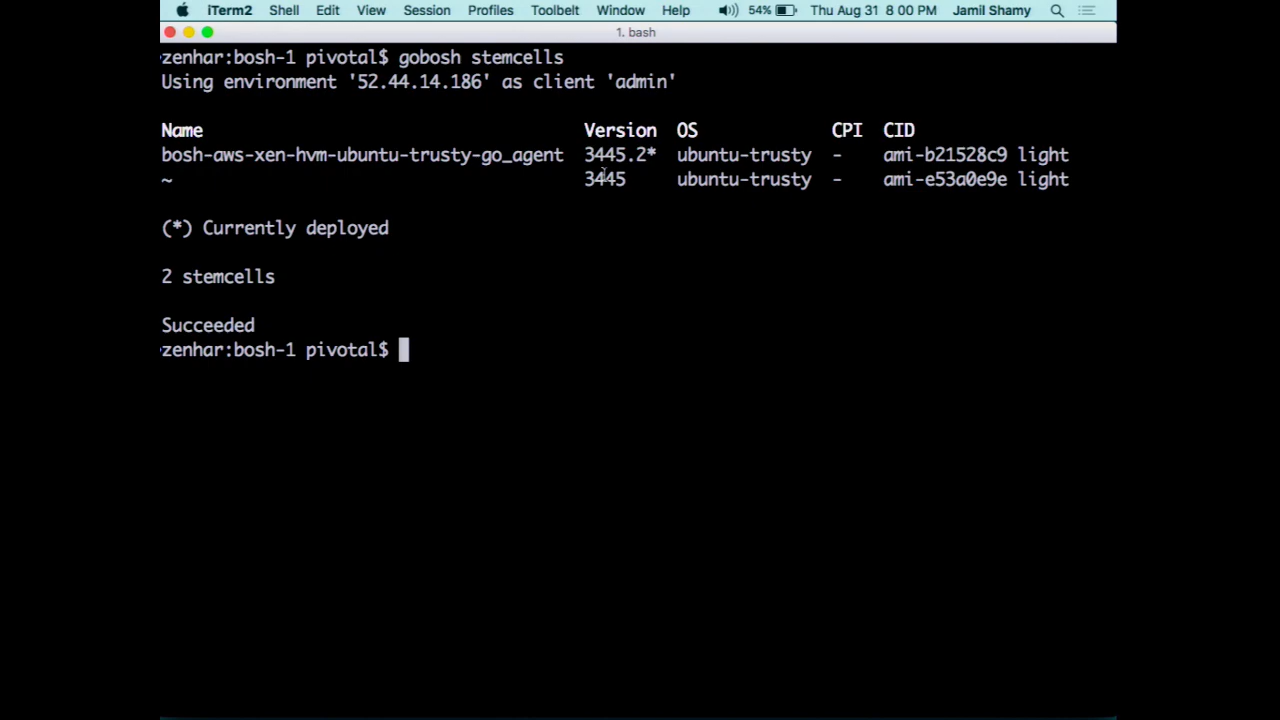 iTerm2 Shell Edit View Session Profiles Toolbelt Window Help 54% Thu Aug 31 8:00 PM Jamil Shamy
1. bash
zenhar:bosh-1 pivotal$ gobosh stemcells
Using environment '52.44.14.186' as client 'admin'
Name Version OS CPI CID
bosh-aws-xen-hvm-ubuntu-trusty-go_agent 3445.2* ubuntu-trusty - ami-b21528c9 light
~ 3445 ubuntu-trusty - ami-e53a0e9e light
(*) Currently deployed
2 stemcells
Succeeded
zenhar:bosh-1 pivotal$